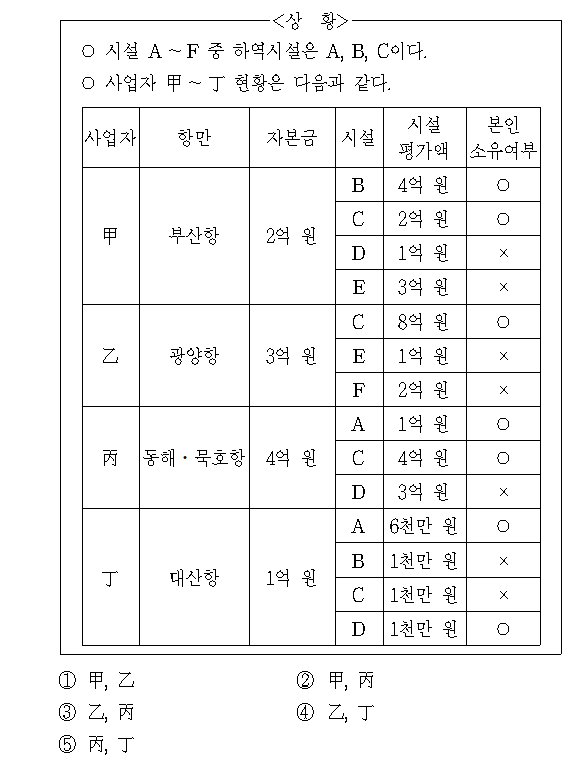 <상 황>
○ 시설 A ~ F 중 하역시설은 A, B, C이다.
○ 사업자 甲 ~ 丁 현황은 다음과 같다.
사업자 항만 자본금 시설 시설 평가액 본인 소유여부
甲 부산항 2억 원 B 4억 원 ○
C 2억 원 ○
D 1억 원 ×
E 3억 원 ×
乙 광양항 3억 원 C 8억 원 ○
E 1억 원 ×
F 2억 원 ×
丙 동해・묵호항 4억 원 A 1억 원 ○
C 4억 원 ○
D 3억 원 ×
丁 대산항 1억 원 A 6천만 원 ○
B 1천만 원 ×
C 1천만 원 ×
D 1천만 원 ○
① 甲, 乙 ② 甲, 丙
③ 乙, 丙 ④ 乙, 丁
⑤ 丙, 丁